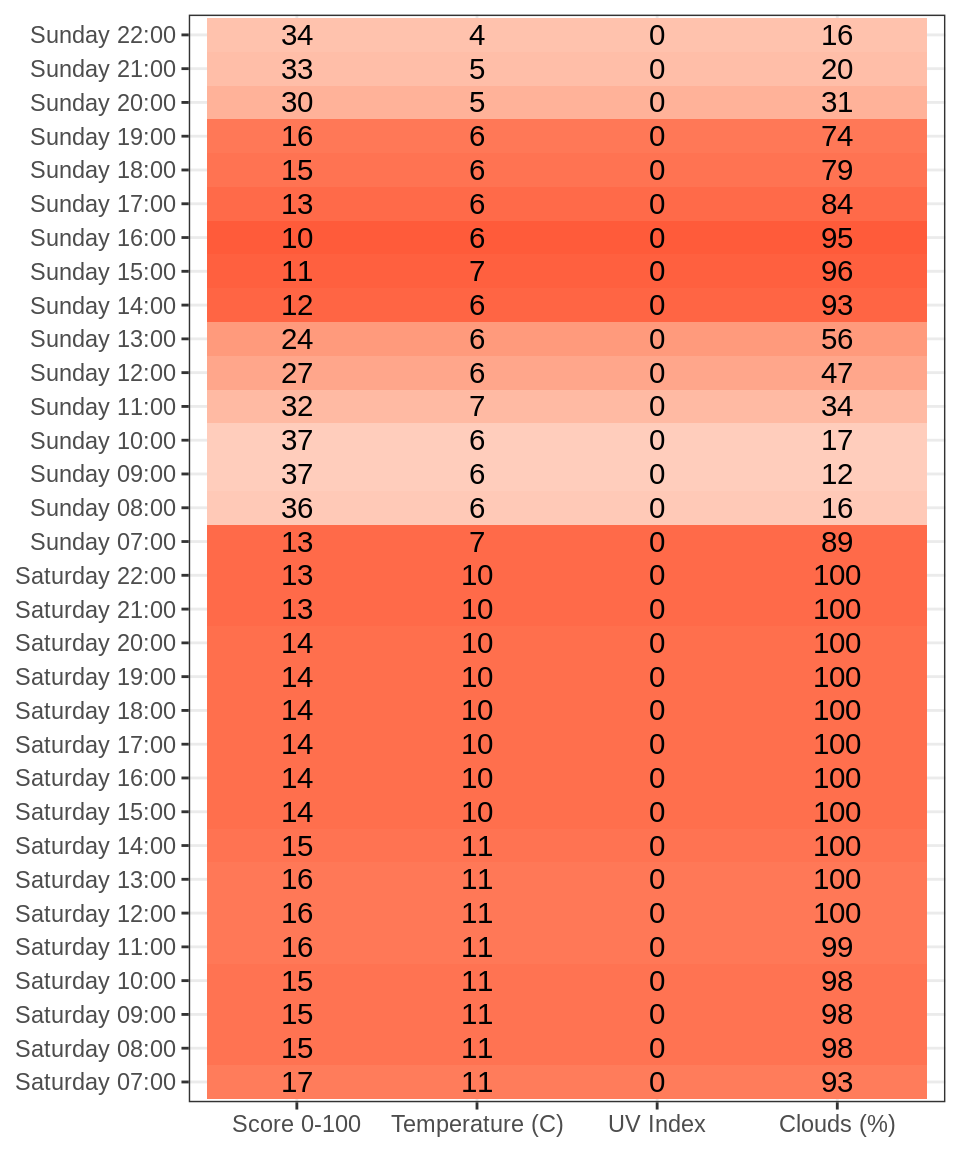 Sunday 22:00 34 4 0 16
Sunday 21:00 33 5 0 20
Sunday 20:00 30 5 0 31
Sunday 19:00 16 6 0 74
Sunday 18:00 15 6 0 79
Sunday 17:00 13 6 0 84
Sunday 16:00 10 6 0 95
Sunday 15:00 11 7 0 96
Sunday 14:00 12 6 0 93
Sunday 13:00 24 6 0 56
Sunday 12:00 27 6 0 47
Sunday 11:00 32 7 0 34
Sunday 10:00 37 6 0 17
Sunday 09:00 37 6 0 12
Sunday 08:00 36 6 0 16
Sunday 07:00 13 7 0 89
Saturday 22:00 13 10 0 100
Saturday 21:00 13 10 0 100
Saturday 20:00 14 10 0 100
Saturday 19:00 14 10 0 100
Saturday 18:00 14 10 0 100
Saturday 17:00 14 10 0 100
Saturday 16:00 14 10 0 100
Saturday 15:00 14 10 0 100
Saturday 14:00 15 11 0 100
Saturday 13:00 16 11 0 100
Saturday 12:00 16 11 0 100
Saturday 11:00 16 11 0 99
Saturday 10:00 15 11 0 98
Saturday 09:00 15 11 0 98
Saturday 08:00 15 11 0 98
Saturday 07:00 17 11 0 93
Score 0-100 Temperature (C) UV Index Clouds (%)